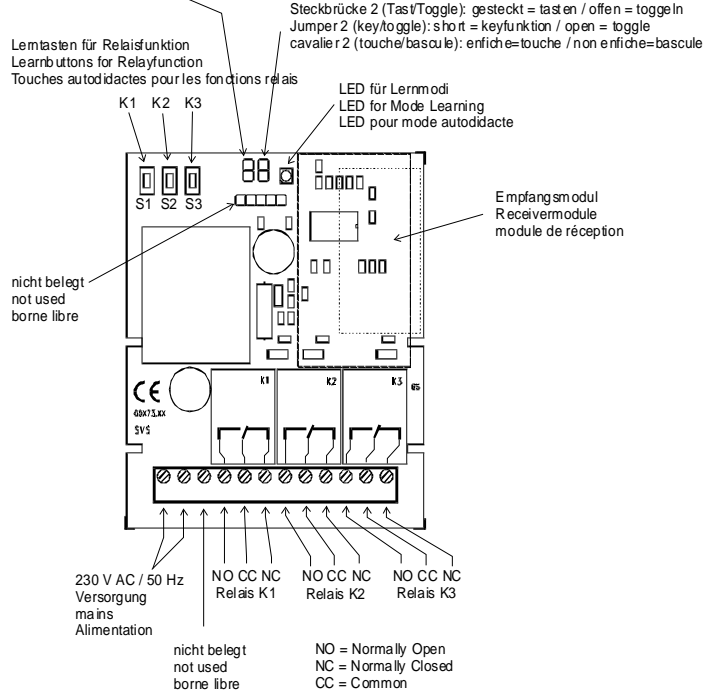 Steckbrücke 2 (Tast/Toggle): gesteckt = tasten / offen = toggeln
Jumper 2 (key/toggle): short = keyfunktion / open = toggle
cavalier 2 (touche/bascule): enfiche=touche / non enfiche=bascule
Lerntasten für Relaisfunktion
Learnbuttons for Relayfunction
Touches autodidactes pour les fonctions relais
K1 K2 K3
LED für Lernmodi
LED for Mode Learning
LED pour mode autodidacte
S1 S2 S3
Empfangsmodul
Receivermodule
module de réception
nicht belegt
not used
borne libre
K1 K2 K3
CE
SVS
230 V AC / 50 Hz
Versorgung
mains
Alimentation
NO CC NC
Relais K1
NO CC NC
Relais K2
NO CC NC
Relais K3
nicht belegt
not used
borne libre
NO = Normally Open
NC = Normally Closed
CC = Common